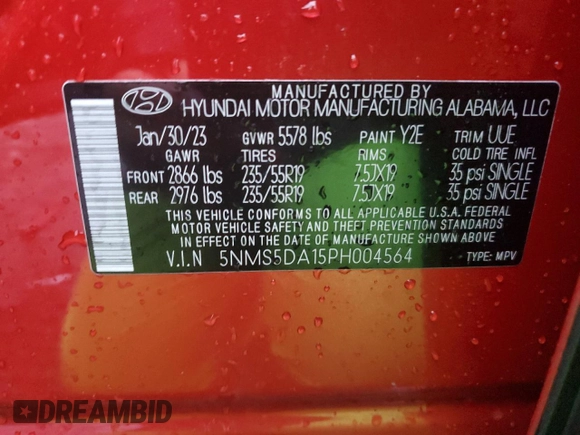 MANUFACTURED BY
HYUNDAI MOTOR MANUFACTURING ALABAMA, LLC
Jan/30/23 GVWR 5578 lbs PAINT Y2E TRIM UUE
GAWR TIRES RIMS COLD TIRE INFL
FRONT 2866 lbs 235/55R19 7.5JX19 35 psi SINGLE
REAR 2976 lbs 235/55R19 7.5JX19 35 psi SINGLE
THIS VEHICLE CONFORMS TO ALL APPLICABLE U.S.A. FEDERAL
MOTOR VEHICLE SAFETY BUMPER, AND THEFT PREVENTION STANDARDS
IN EFFECT ON THE DATE OF MANUFACTURE SHOWN ABOVE
V.I.N 5NMS5DA15PH004564 TYPE: MPV
DREAMBID